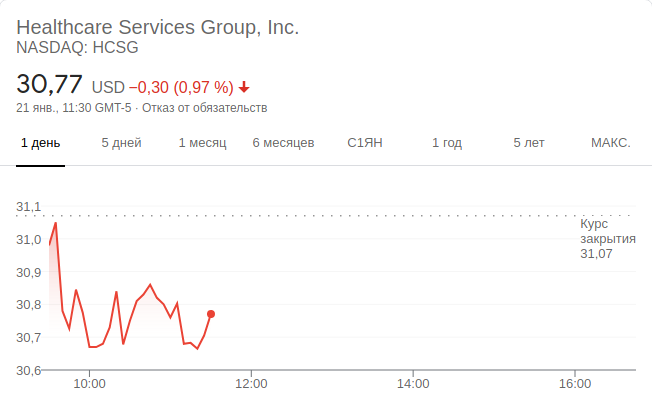 Healthcare Services Group, Inc.
NASDAQ: HCSG
30,77 USD −0,30 (0,97 %)
21 янв., 11:30 GMT-5 · Отказ от обязательств
1 день 5 дней 1 месяц 6 месяцев С1ЯН 1 год 5 лет МАКС.
31,1
Курс
закрытия
31,07
31,0
30,9
30,8
30,7
30,6
10:00 12:00 14:00 16:00